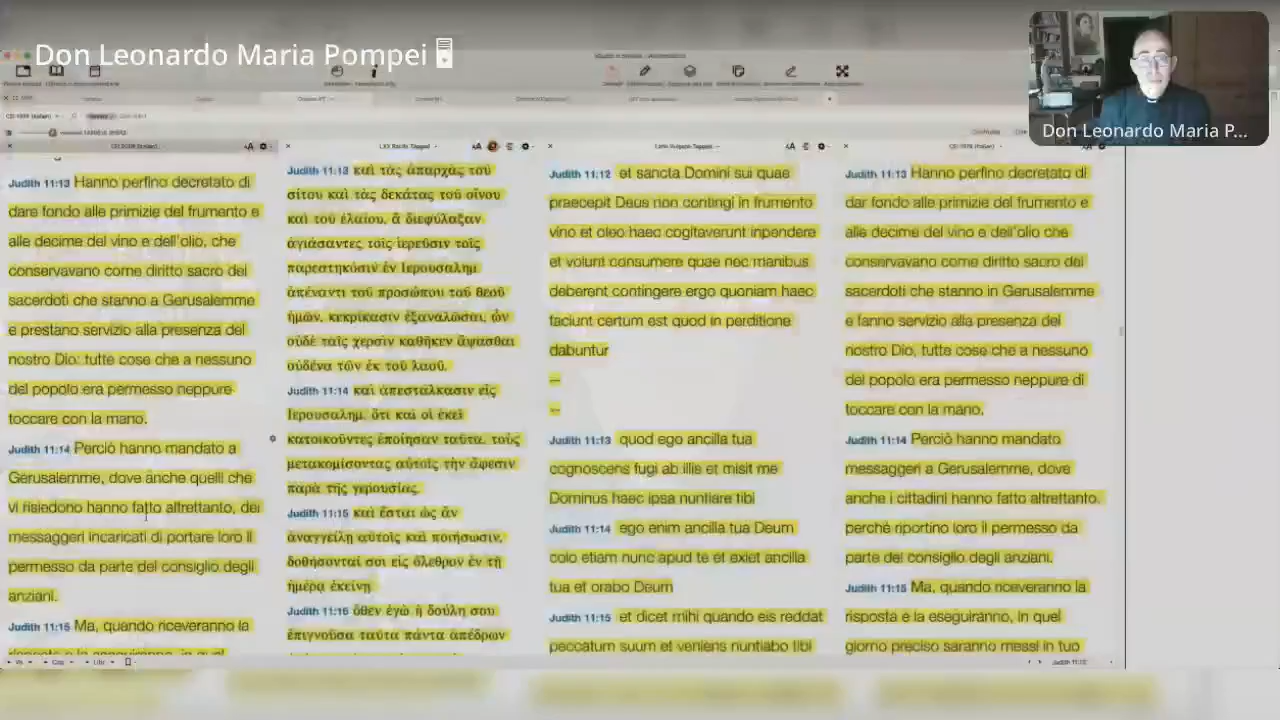 Don Leonardo Maria Pompei
Don Leonardo Maria P...
Judith 11:13 Hanno perfino decretato di
dare fondo alle primizie del frumento e
alle decime del vino e dell'olio, che
conservavano come diritto sacro dei
sacerdoti che stanno a Gerusalemme
e prestano servizio alla presenza del
nostro Dio: tutte cose che a nessuno
del popolo era permesso neppure
toccare con la mano.
Judith 11:14 Perciò hanno mandato a
Gerusalemme, dove anche quelli che
vi risiedono hanno fatto altrettanto, dei
messaggeri incaricati di portare loro il
permesso da parte del consiglio degli
anziani.
Judith 11:15 Ma, quando riceveranno la
risposta e la eseguiranno, in quel
LXX Rahlfs Tagged
Judith 11:13 καὶ τὰς ἀπαρχὰς τοῦ
σίτου καὶ τὰς δεκάτας τοῦ οἴνου
καὶ τοῦ ἐλαίου, ἃ διεφύλαξαν
ἁγιάσαντες τοῖς ἱερεῦσιν τοῖς
παρεστηκόσιν ἐν Ιερουσαλημ
ἀπέναντι τοῦ προσώπου τοῦ θεοῦ
ἡμῶν, κεκρίκασιν ἐξαναλῶσαι, ὧν
οὐδὲ ταῖς χερσὶν καθῆκεν ἅψασθαι
οὐδένα τῶν ἐκ τοῦ λαοῦ.
Judith 11:14 καὶ ἀπεστάλκασιν εἰς
Ιερουσαλημ, ὅτι καὶ οἱ ἐκεῖ
κατοικοῦντες ἐποίησαν ταῦτα, τοὺς
μετακομίσοντας αὐτοῖς τὴν ἄφεσιν
παρὰ τῆς γερουσίας.
Judith 11:15 καὶ ἔσται ὡς ἂν
ἀναγγείλῃ αὐτοῖς καὶ ποιήσωσιν,
δοθήσονταί σοι εἰς ὄλεθρον ἐν τῇ
ἡμέρᾳ ἐκείνῃ.
Judith 11:16 ὅθεν ἐγὼ ἡ δούλη σου
ἐπιγνοῦσα ταῦτα πάντα ἀπέδρων
Latin Vulgate Tagged
Judith 11:12 et sancta Domini sui quae
praecepit Deus non contingi in frumento
vino et oleo haec cogitaverunt inpendere
et volunt consumere quae nec manibus
deberent contingere ergo quoniam haec
faciunt certum est quod in perditione
dabuntur
--
--
Judith 11:13 quod ego ancilla tua
cognoscens fugi ab illis et misit me
Dominus haec ipsa nuntiare tibi
Judith 11:14 ego enim ancilla tua Deum
colo etiam nunc apud te et exiet ancilla
tua et orabo Deum
Judith 11:15 et dicet mihi quando eis reddat
peccatum suum et veniens nuntiabo tibi
Judith 11:13 Hanno perfino decretato di
dar fondo alle primizie del frumento e
alle decime del vino e dell'olio che
conservavano come diritto sacro dei
sacerdoti che stanno in Gerusalemme
e fanno servizio alla presenza del
nostro Dio, tutte cose che a nessuno
del popolo era permesso neppure di
toccare con la mano.
Judith 11:14 Perciò hanno mandato
messaggeri a Gerusalemme, dove
anche i cittadini hanno fatto altrettanto.
perché riportino loro il permesso da
parte del consiglio degli anziani.
Judith 11:15 Ma, quando riceveranno la
risposta e la eseguiranno, in quel
giorno preciso saranno messi in tuo